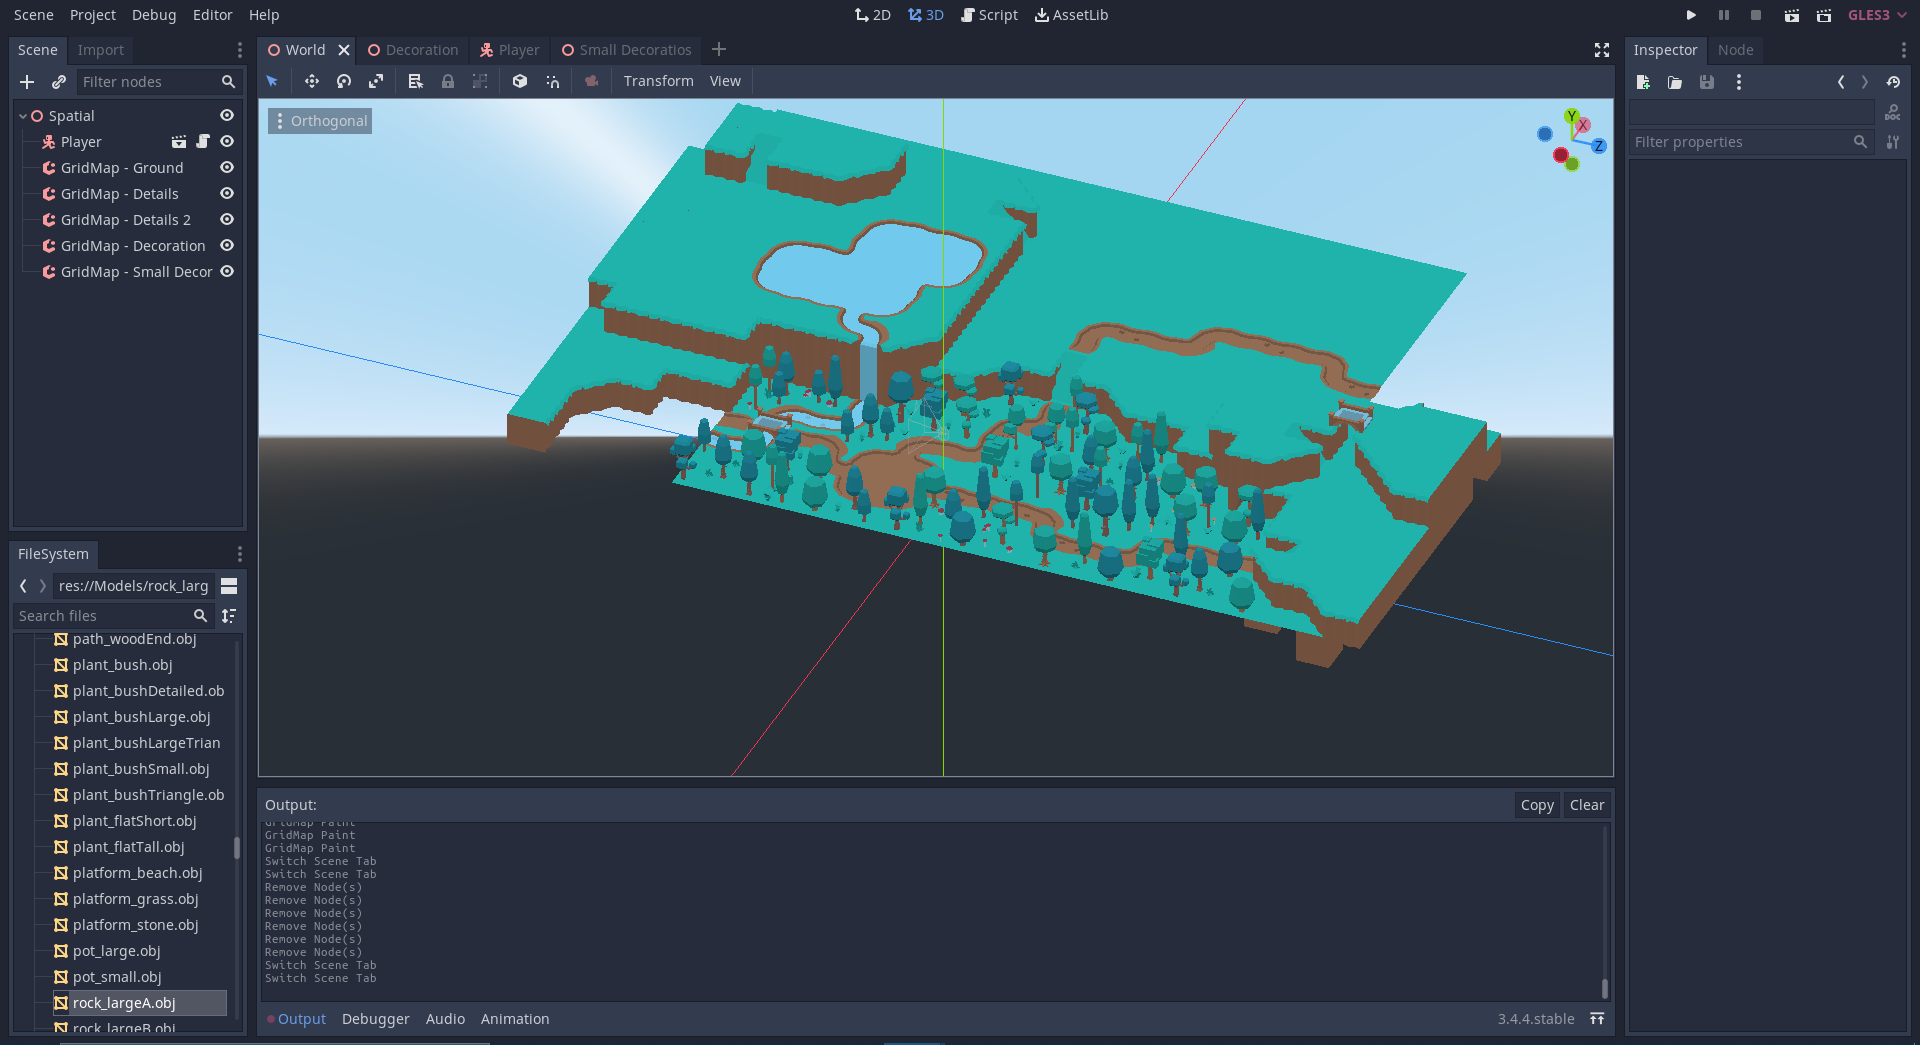 Scene Project Debug Editor Help
2D 3D Script AssetLib
GLES3
Scene Import
World Decoration Player Small Decoratios
Inspector Node
Filter nodes
Transform View
Spatial
Player
GridMap - Ground
GridMap - Details
GridMap - Details 2
GridMap - Decoration
GridMap - Small Decor
Orthogonal
Y
X
Z
DOC
Filter properties
FileSystem
res://Models/rock_larg
Search files
path_woodEnd.obj
plant_bush.obj
plant_bushDetailed.ob
plant_bushLarge.obj
plant_bushLargeTrian
plant_bushSmall.obj
plant_bushTriangle.ob
plant_flatShort.obj
plant_flatTall.obj
platform_beach.obj
platform_grass.obj
platform_stone.obj
pot_large.obj
pot_small.obj
rock_largeA.obj
rock_largeB.obj
Output: Copy Clear
GridMap Paint
GridMap Paint
GridMap Paint
Switch Scene Tab
Switch Scene Tab
Remove Node(s)
Remove Node(s)
Remove Node(s)
Remove Node(s)
Remove Node(s)
Remove Node(s)
Switch Scene Tab
Switch Scene Tab
Output Debugger Audio Animation
3.4.4.stable